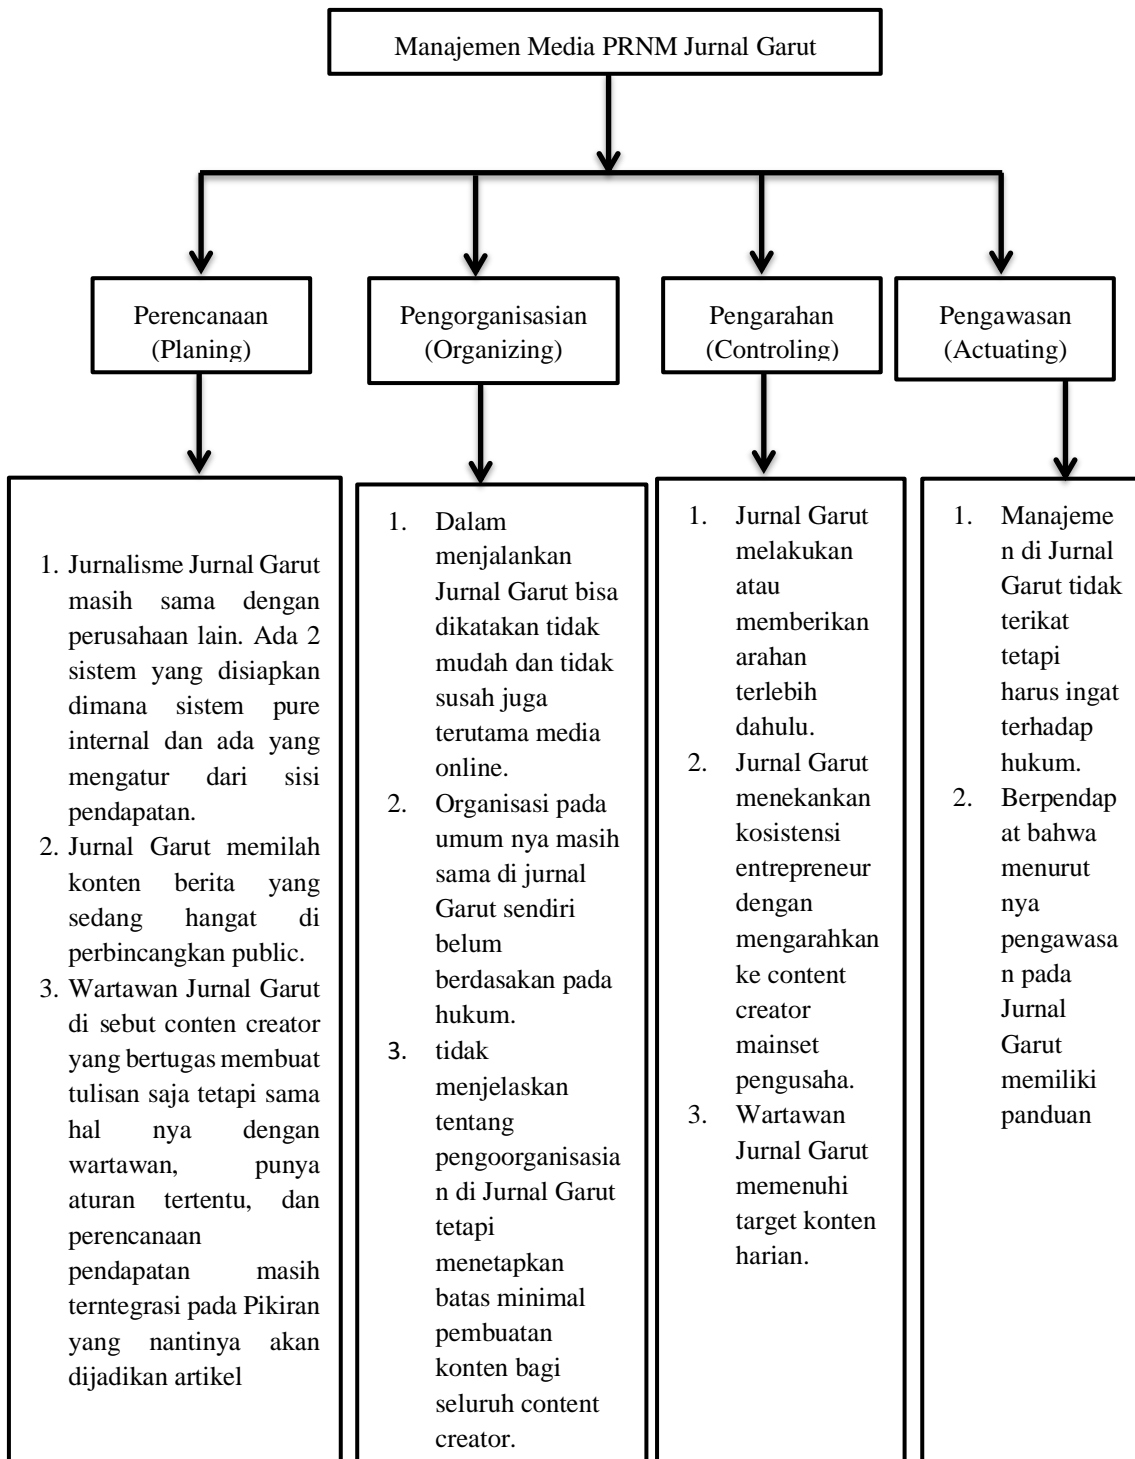 Manajemen Media PRNM Jurnal Garut
Perencanaan
(Planing)
Pengorganisasian
(Organizing)
Pengarahan
(Controling)
Pengawasan
(Actuating)
1. Jurnalisme Jurnal Garut
masih sama dengan
perusahaan lain. Ada 2
sistem yang disiapkan
dimana sistem pure
internal dan ada yang
mengatur dari sisi
pendapatan.
2. Jurnal Garut memilah
konten berita yang
sedang hangat di
perbincangkan public.
3. Wartawan Jurnal Garut
di sebut conten creator
yang bertugas membuat
tulisan saja tetapi sama
hal nya dengan
wartawan, punya
aturan tertentu, dan
perencanaan
pendapatan masih
terntegrasi pada Pikiran
yang nantinya akan
dijadikan artikel
1. Dalam
menjalankan
Jurnal Garut bisa
dikatakan tidak
mudah dan tidak
susah juga
terutama media
online.
2. Organisasi pada
umum nya masih
sama di jurnal
Garut sendiri
belum
berdasakan pada
hukum.
3. tidak
menjelaskan
tentang
pengoorganisasia
n di Jurnal Garut
tetapi
menetapkan
batas minimal
pembuatan
konten bagi
seluruh content
creator.
1. Jurnal Garut
melakukan
atau
memberikan
arahan
terlebih
dahulu.
2. Jurnal Garut
menekankan
kosistensi
entrepreneur
dengan
mengarahkan
ke content
creator
mainset
pengusaha.
3. Wartawan
Jurnal Garut
memenuhi
target konten
harian.
1. Manajeme
n di Jurnal
Garut tidak
terikat
tetapi
harus ingat
terhadap
hukum.
2. Berpendap
at bahwa
menurut
nya
pengawasa
n pada
Jurnal
Garut
memiliki
panduan